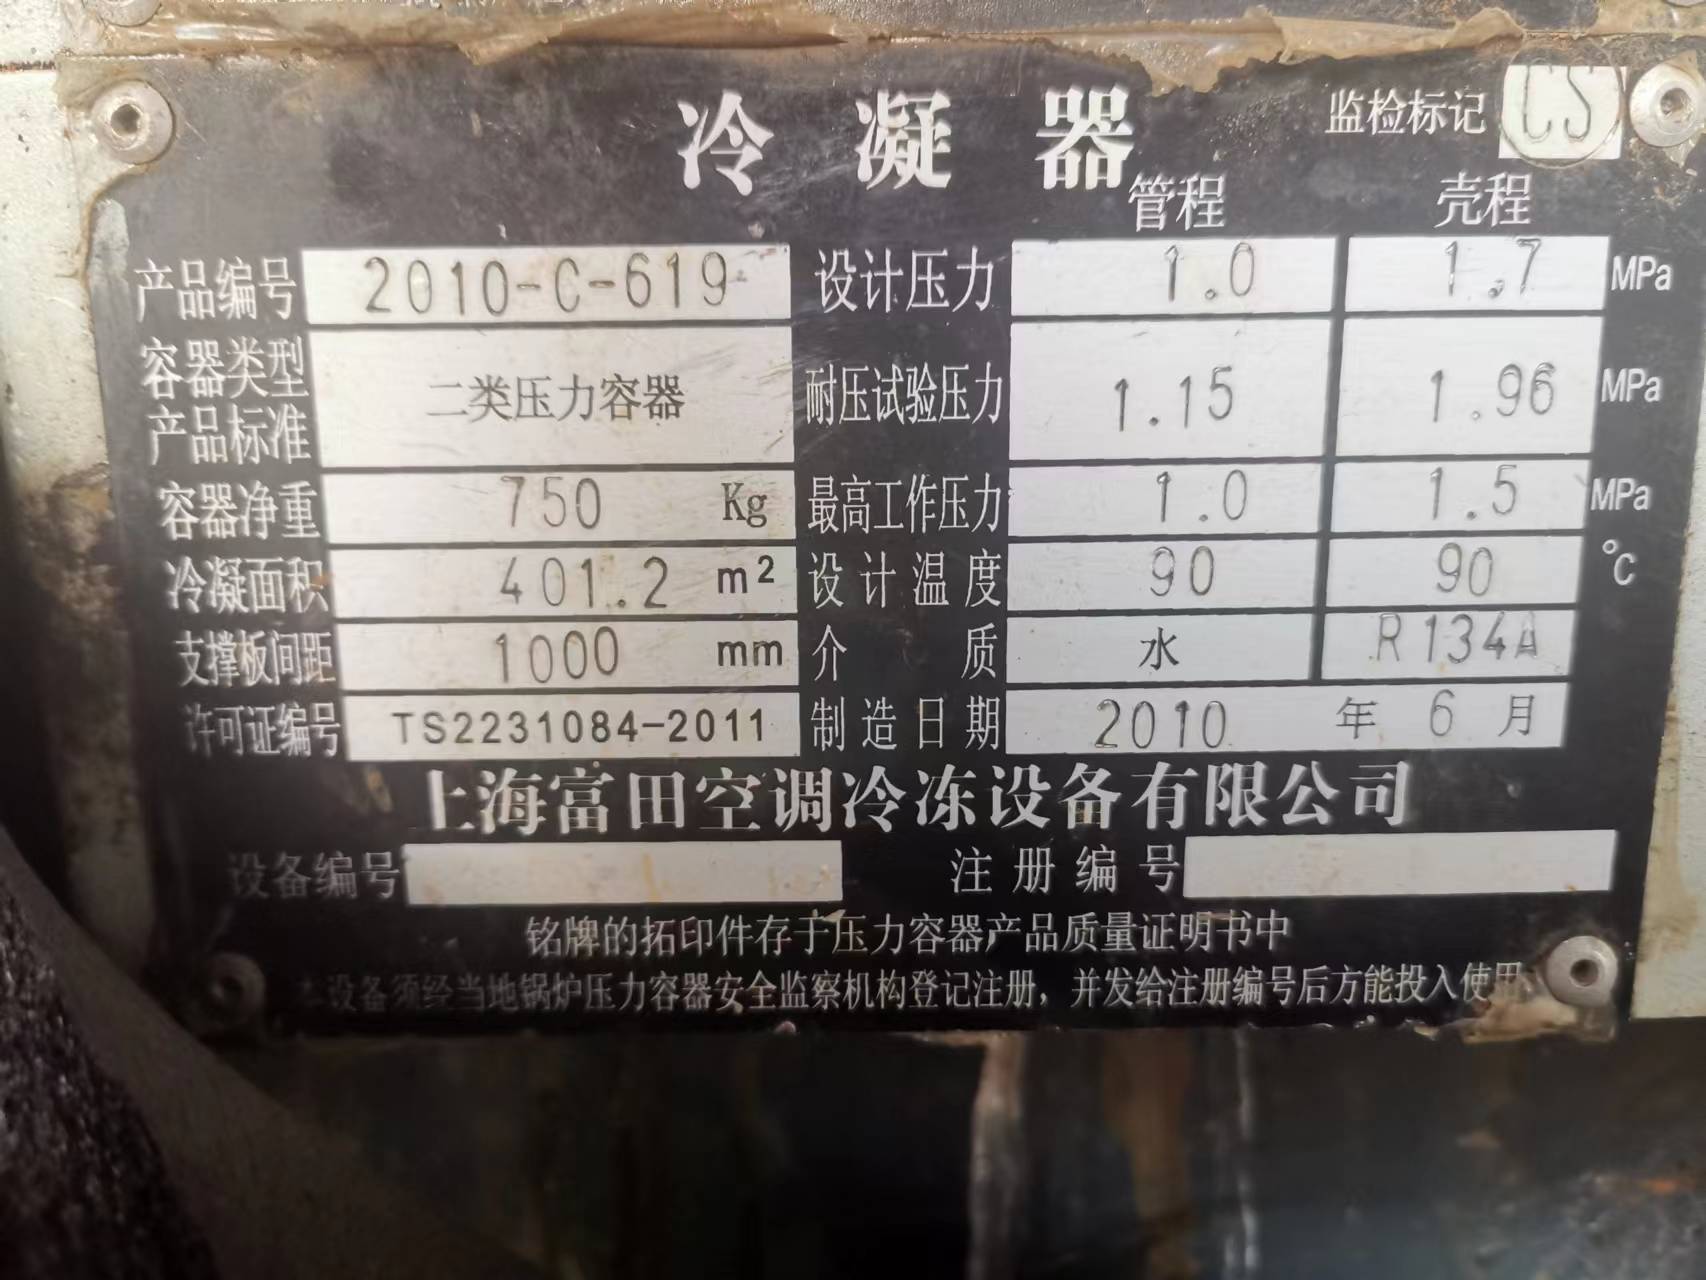 冷凝器 监检标记 CS
管程 壳程
产品编号 2010-C-619 设计压力 1.0 1.7 MPa
容器类型 产品标准 二类压力容器 耐压试验压力 1.15 1.96 MPa
容器净重 750 Kg 最高工作压力 1.0 1.5 MPa
冷凝面积 401.2 m² 设计温度 90 90 °C
支撑板间距 1000 mm 介质 水 R134A
许可证编号 TS2231084-2011 制造日期 2010 年 6 月
上海富田空调冷冻设备有限公司
设备编号 注册编号
铭牌的拓印件存于压力容器产品质量证明书中
设备须经当地锅炉压力容器安全监察机构登记注册，并发给注册编号后方能投入使用